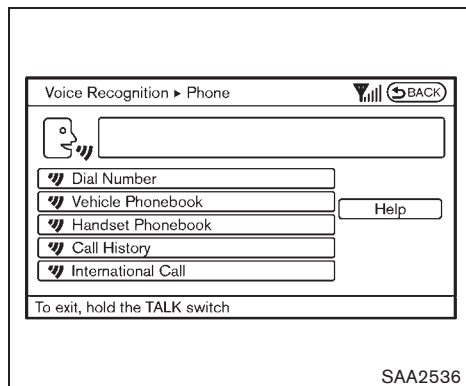 Voice Recognition ▸ Phone BACK
Dial Number
Vehicle Phonebook
Help
Handset Phonebook
Call History
International Call
To exit, hold the TALK switch
SAA2536